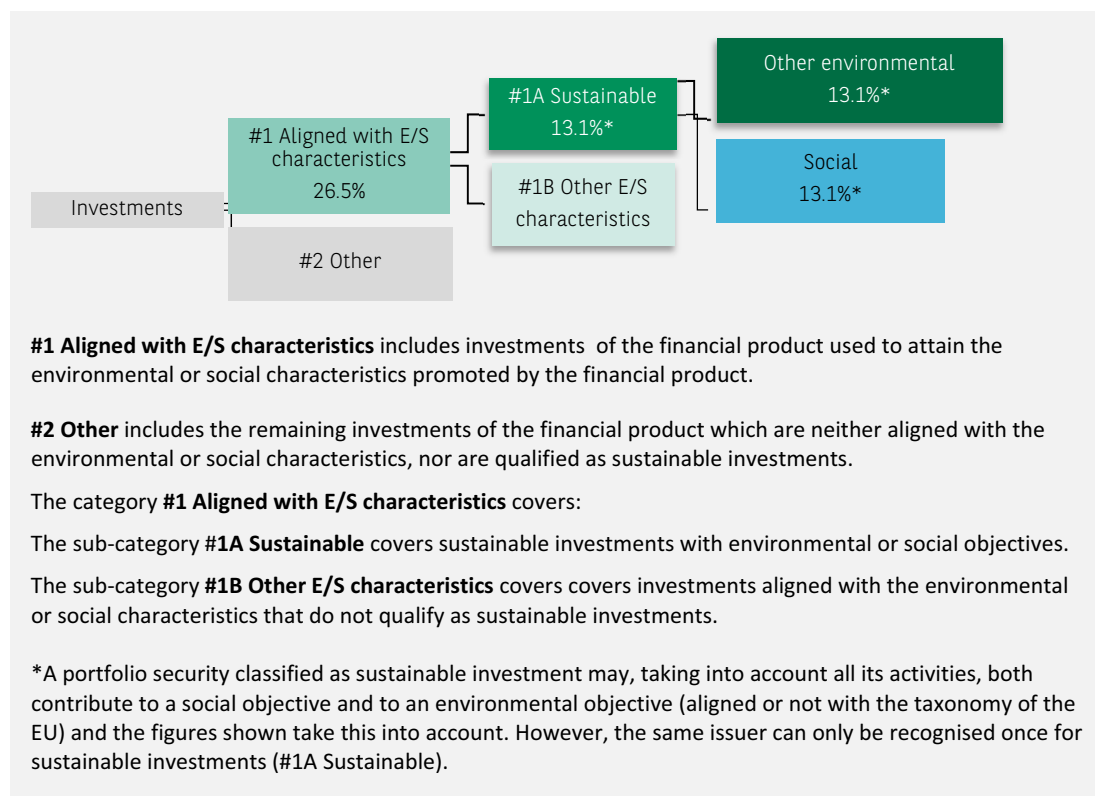 Other environmental
13.1%*
#1A Sustainable
13.1%*
#1 Aligned with E/S
characteristics
26.5%
Social
13.1%*
#1B Other E/S
characteristics
Investments
#2 Other
#1 Aligned with E/S characteristics includes investments of the financial product used to attain the
environmental or social characteristics promoted by the financial product.
#2 Other includes the remaining investments of the financial product which are neither aligned with the
environmental or social characteristics, nor are qualified as sustainable investments.
The category #1 Aligned with E/S characteristics covers:
The sub-category #1A Sustainable covers sustainable investments with environmental or social objectives.
The sub-category #1B Other E/S characteristics covers covers investments aligned with the environmental
or social characteristics that do not qualify as sustainable investments.
*A portfolio security classified as sustainable investment may, taking into account all its activities, both
contribute to a social objective and to an environmental objective (aligned or not with the taxonomy of the
EU) and the figures shown take this into account. However, the same issuer can only be recognised once for
sustainable investments (#1A Sustainable).